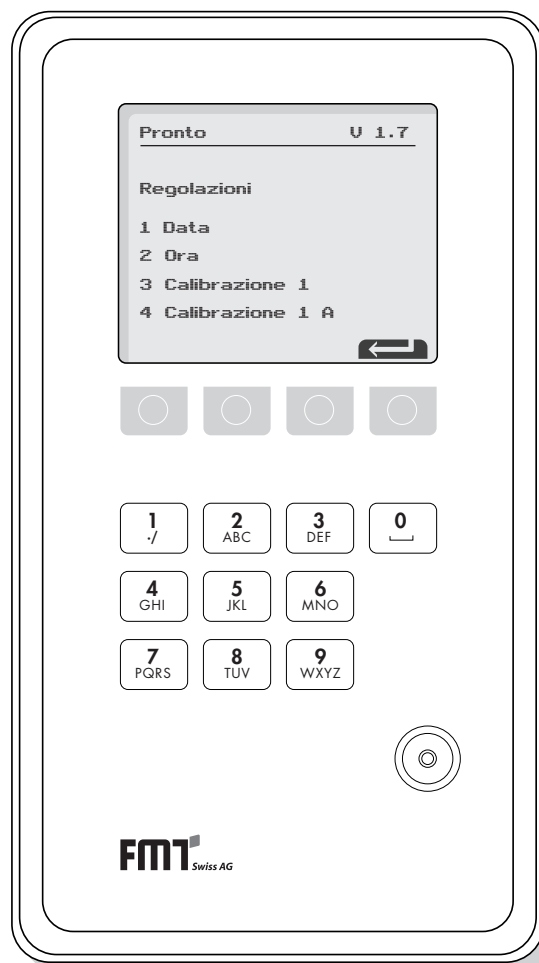 Pronto V 1.7
Regolazioni
1 Data
2 Ora
3 Calibrazione 1
4 Calibrazione 1 A
1 2 3 0
./ ABC DEF
4 5 6
GHI JKL MNO
7 8 9
PQRS TUV WXYZ
FMT Swiss AG